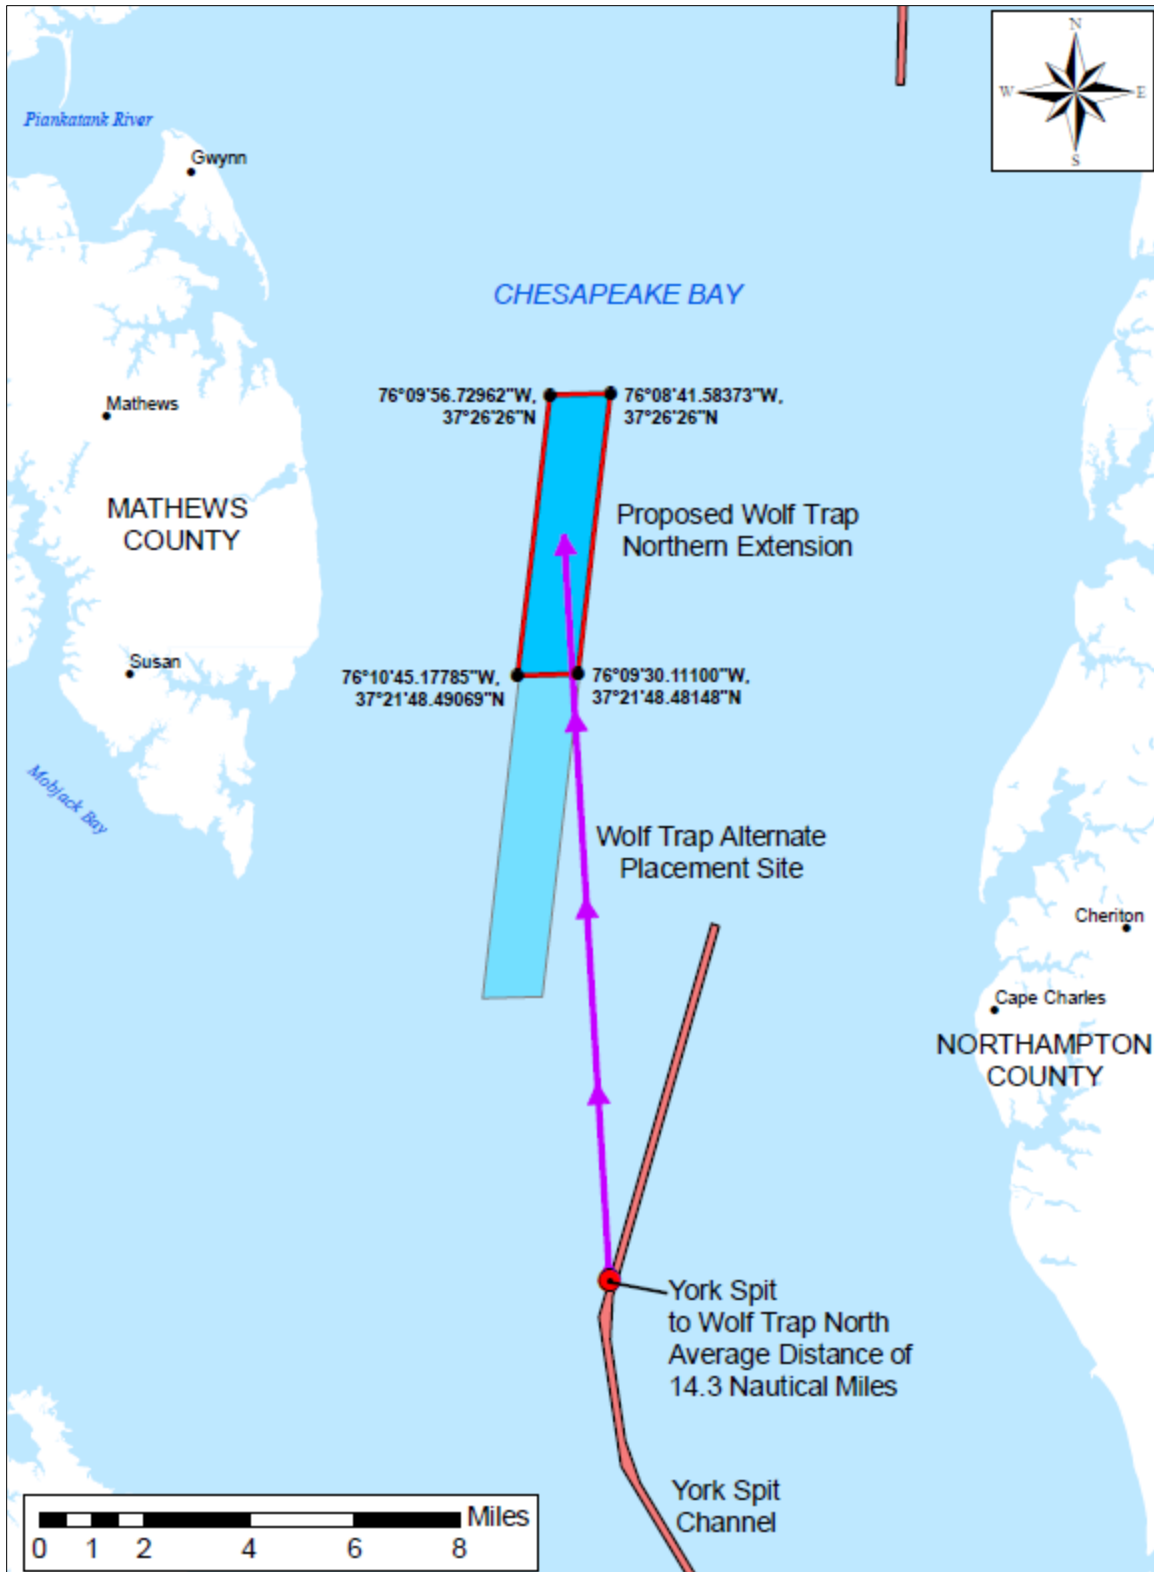 N
W
E
S
Piankatank River
Gwynn
CHESAPEAKE BAY
76°09'56.72962"W,
37°26'26"N
76°08'41.58373"W,
37°26'26"N
Mathews
MATHEWS
COUNTY
Proposed Wolf Trap
Northern Extension
Susan
76°10'45.17785"W,
37°21'48.49069"N
76°09'30.11100"W,
37°21'48.48148"N
Mobjack Bay
Wolf Trap Alternate
Placement Site
Cheriton
Cape Charles
NORTHAMPTON
COUNTY
York Spit
to Wolf Trap North
Average Distance of
14.3 Nautical Miles
York Spit
Channel
Miles
0 1 2 4 6 8